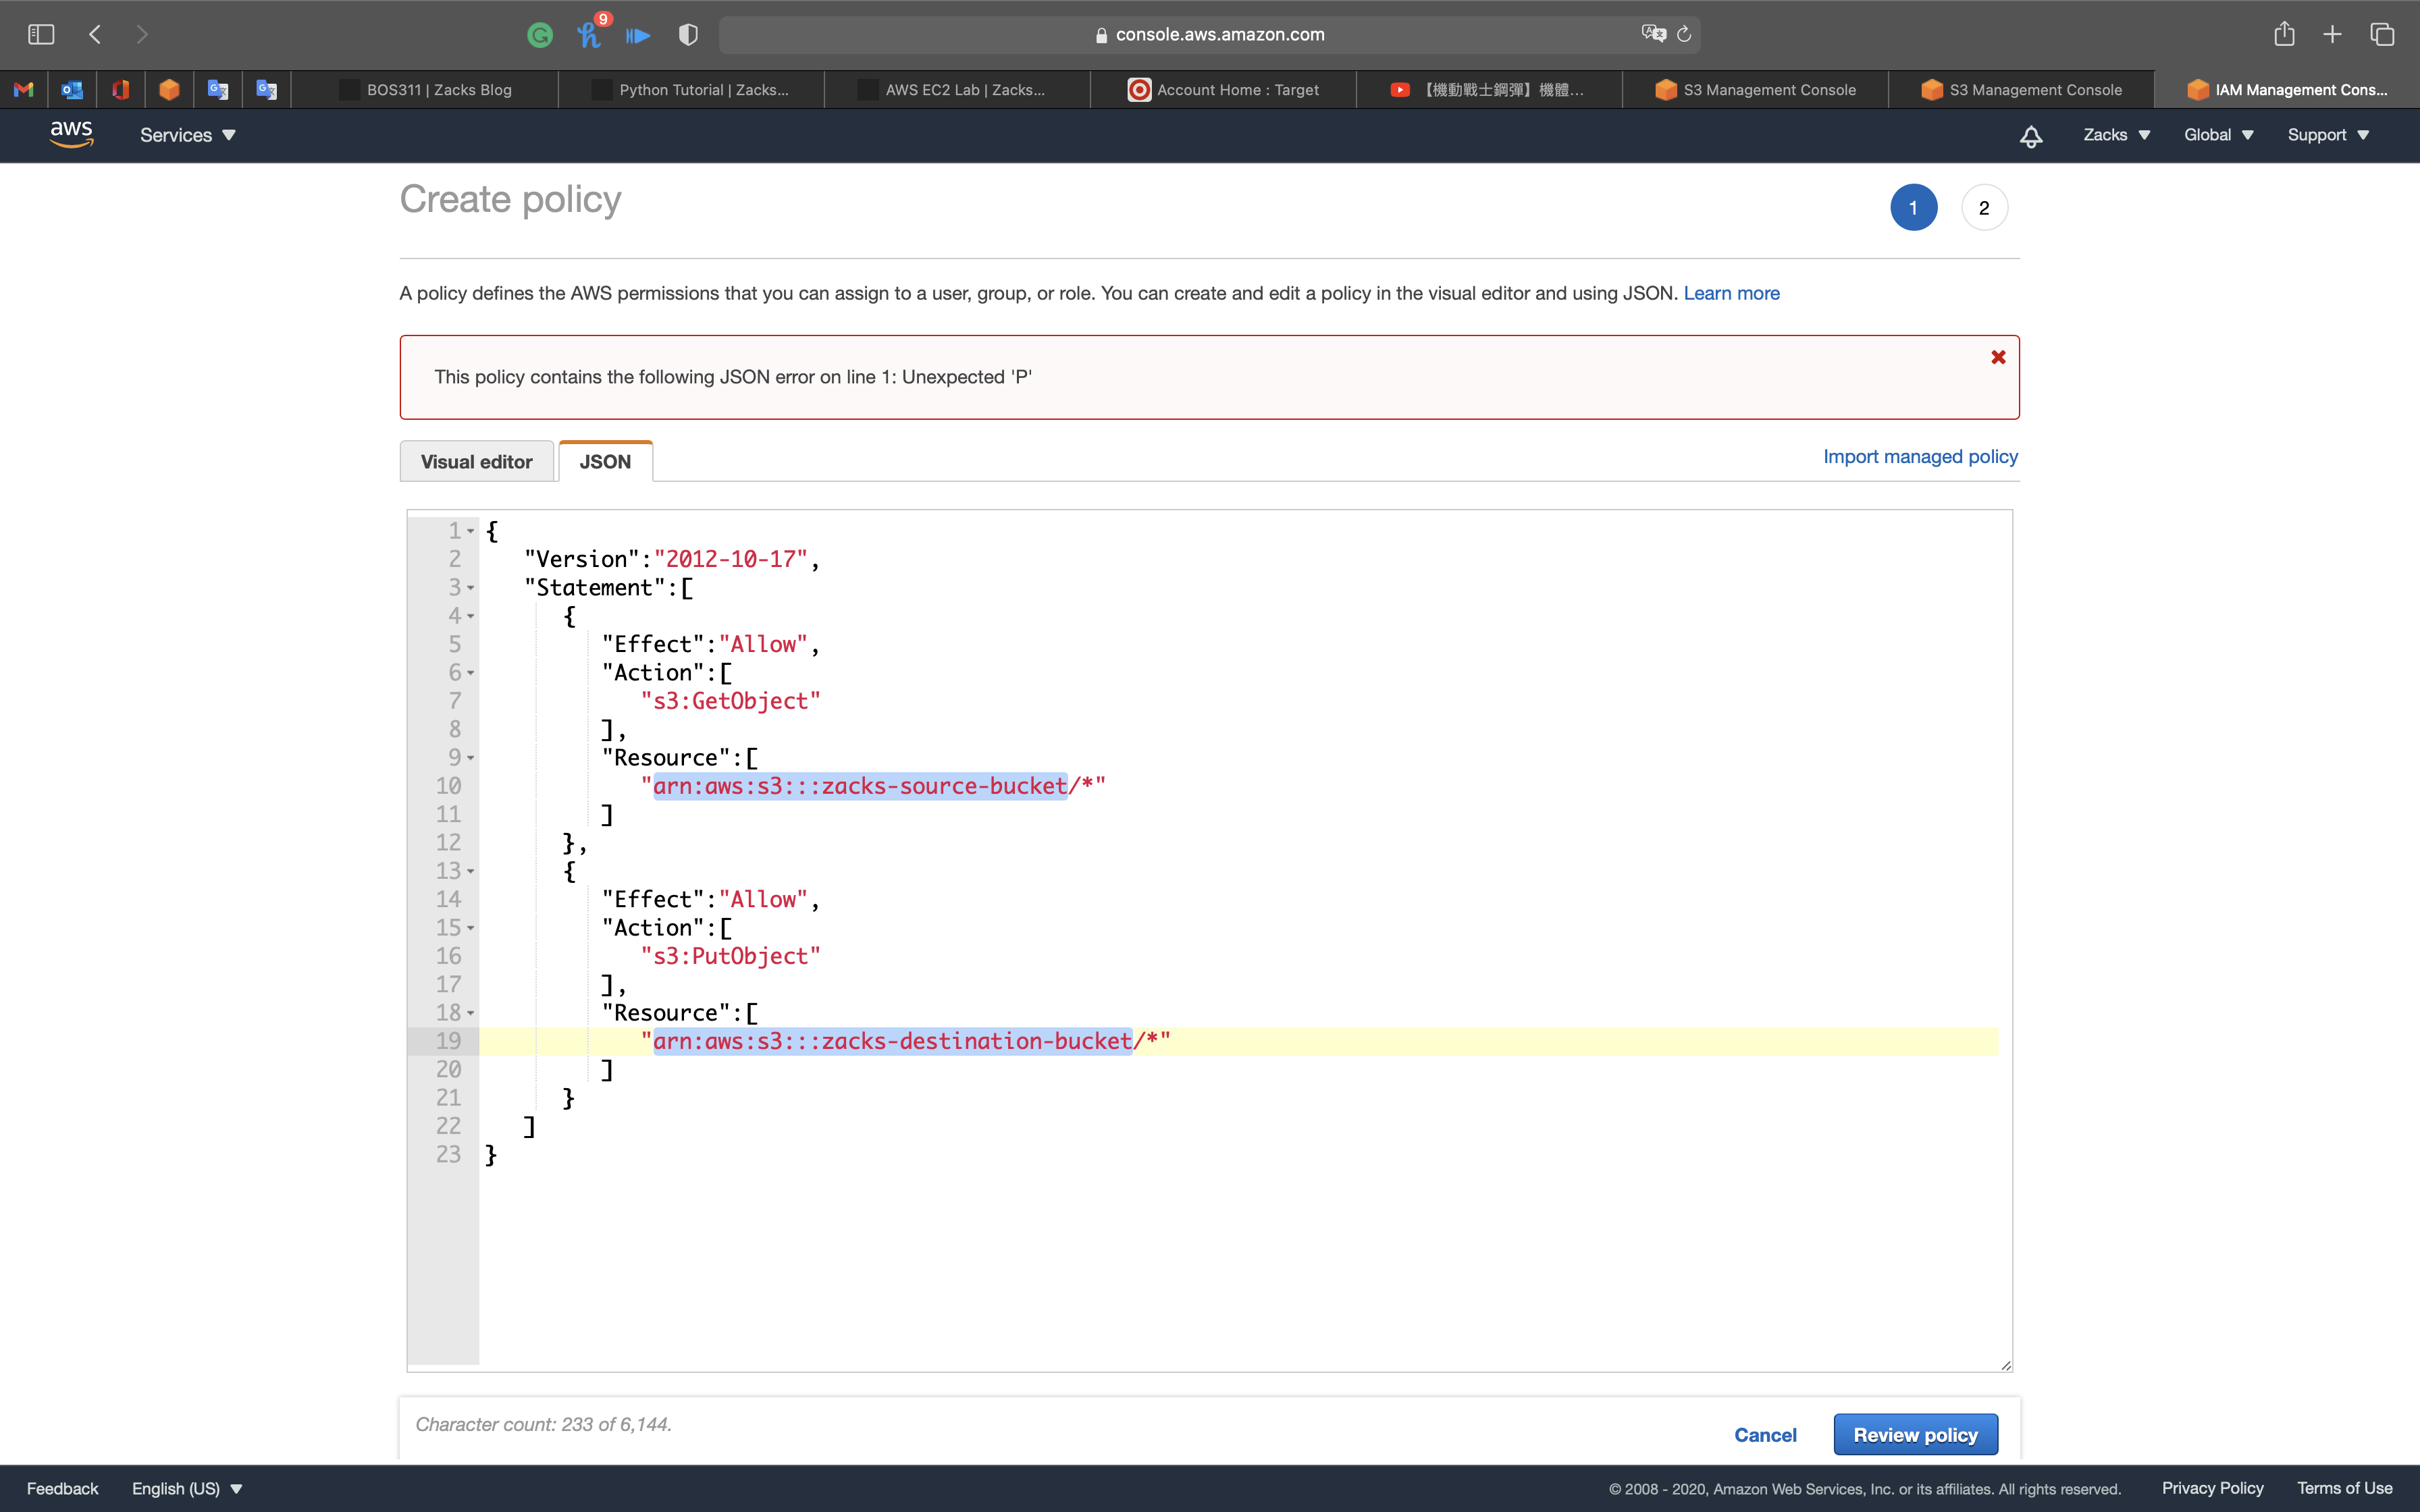 9
console.aws.amazon.com
BOS311 | Zacks Blog
Python Tutorial | Zacks...
AWS EC2 Lab | Zacks...
Account Home : Target
【機動戰士鋼彈】機體...
S3 Management Console
S3 Management Console
IAM Management Cons...
aws
Services
Zacks
Global
Support
Create policy
1
2
A policy defines the AWS permissions that you can assign to a user, group, or role. You can create and edit a policy in the visual editor and using JSON. Learn more
This policy contains the following JSON error on line 1: Unexpected 'P'
Visual editor
JSON
Import managed policy
1 {
2 "Version":"2012-10-17",
3 "Statement":[
4 {
5 "Effect":"Allow",
6 "Action":[
7 "s3:GetObject"
8 ],
9 "Resource":[
10 "arn:aws:s3:::zacks-source-bucket/*"
11 ]
12 },
13 {
14 "Effect":"Allow",
15 "Action":[
16 "s3:PutObject"
17 ],
18 "Resource":[
19 "arn:aws:s3:::zacks-destination-bucket/*"
20 ]
21 }
22 ]
23 }
Character count: 233 of 6,144.
Cancel
Review policy
Feedback
English (US)
© 2008 - 2020, Amazon Web Services, Inc. or its affiliates. All rights reserved.
Privacy Policy
Terms of Use